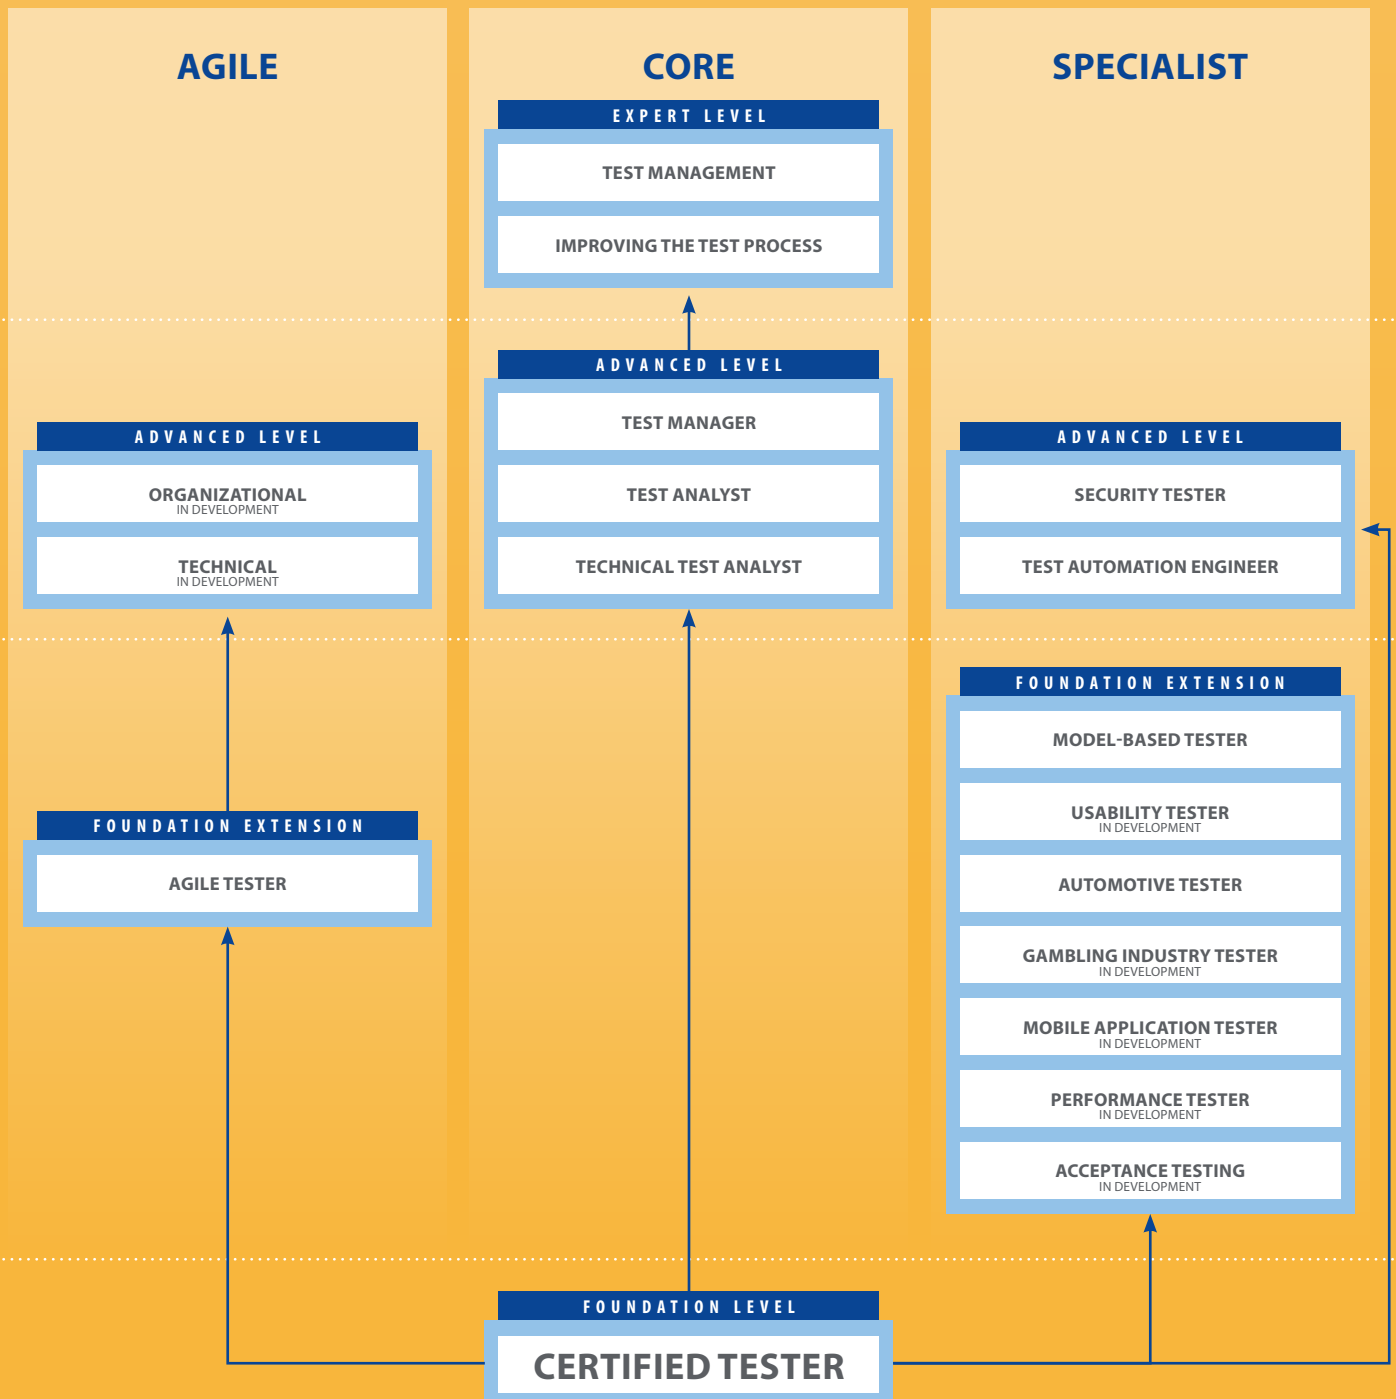 AGILE
ADVANCED LEVEL
ORGANIZATIONAL
IN DEVELOPMENT
TECHNICAL
IN DEVELOPMENT
FOUNDATION EXTENSION
AGILE TESTER
CORE
EXPERT LEVEL
TEST MANAGEMENT
IMPROVING THE TEST PROCESS
ADVANCED LEVEL
TEST MANAGER
TEST ANALYST
TECHNICAL TEST ANALYST
SPECIALIST
ADVANCED LEVEL
SECURITY TESTER
TEST AUTOMATION ENGINEER
FOUNDATION EXTENSION
MODEL-BASED TESTER
USABILITY TESTER
IN DEVELOPMENT
AUTOMOTIVE TESTER
GAMBLING INDUSTRY TESTER
IN DEVELOPMENT
MOBILE APPLICATION TESTER
IN DEVELOPMENT
PERFORMANCE TESTER
IN DEVELOPMENT
ACCEPTANCE TESTING
IN DEVELOPMENT
FOUNDATION LEVEL
CERTIFIED TESTER